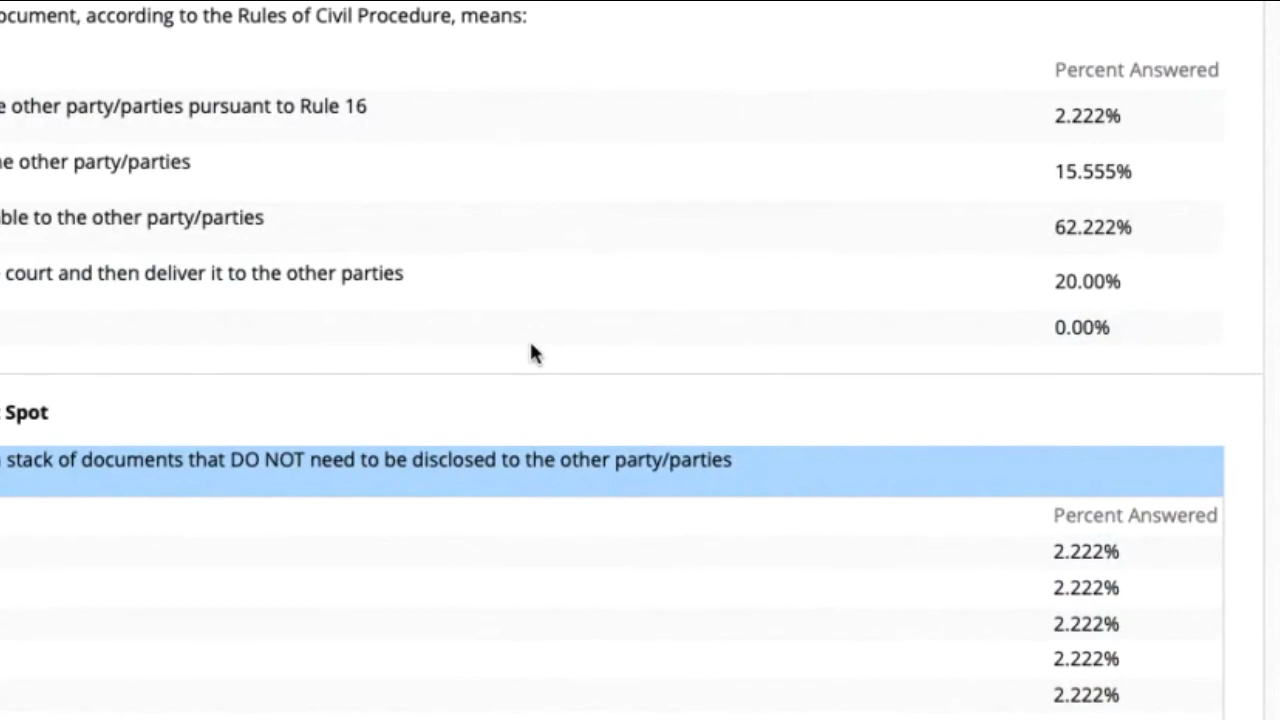 ocument, according to the Rules of Civil Procedure, means:
Percent Answered
e other party/parties pursuant to Rule 16
2.222%
he other party/parties
15.555%
ble to the other party/parties
62.222%
court and then deliver it to the other parties
20.00%
0.00%
Spot
stack of documents that DO NOT need to be disclosed to the other party/parties
Percent Answered
2.222%
2.222%
2.222%
2.222%
2.222%